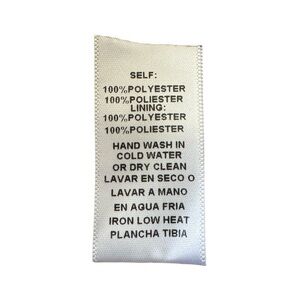 SELF:
100%POLYESTER
100%POLIESTER
LINING:
100%POLYESTER
100%POLIESTER
HAND WASH IN
COLD WATER
OR DRY CLEAN
LAVAR EN SECO O
LAVAR A MANO
EN AGUA FRIA
IRON LOW HEAT
PLANCHA TIBIA